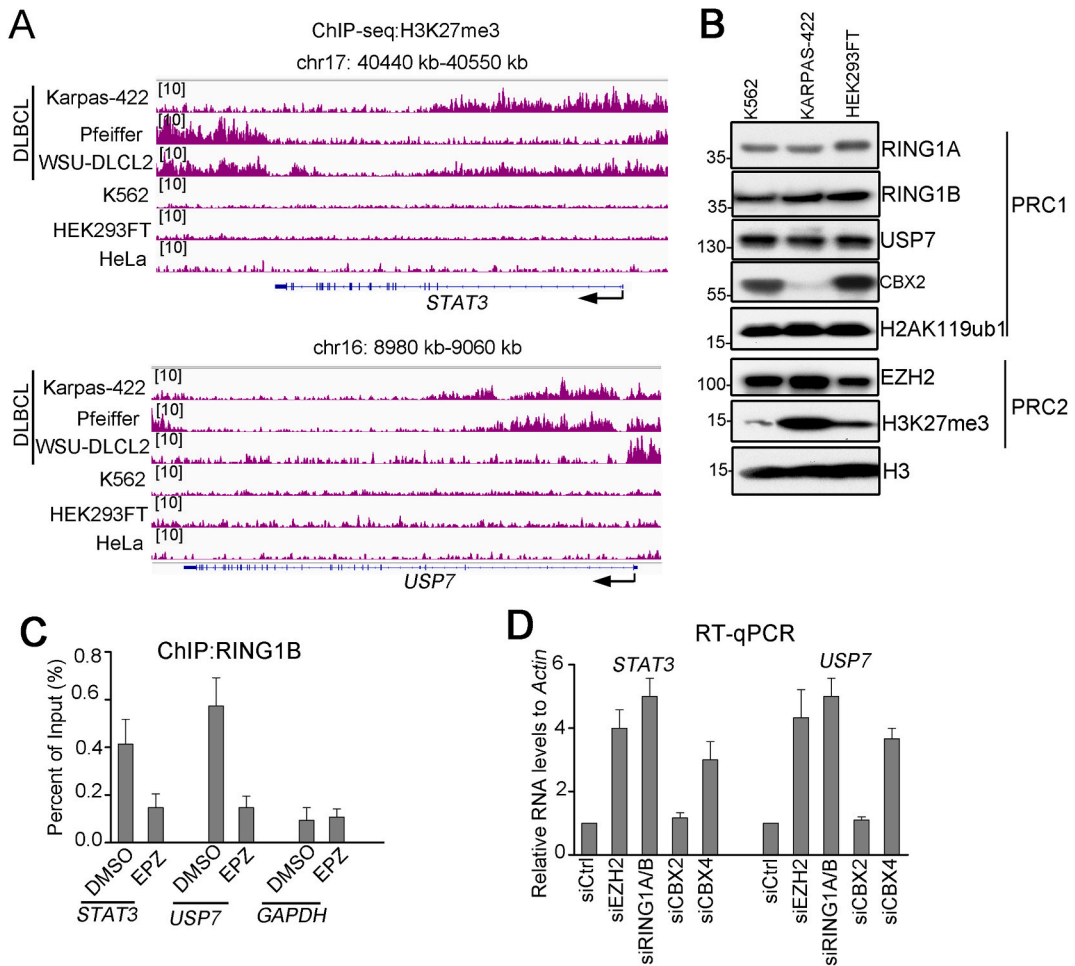 A
ChIP-seq:H3K27me3
chr17: 40440 kb-40550 kb
DLBCL
Karpas-422
[10]
Pfeiffer
[10]
WSU-DLCL2
[10]
K562
[10]
HEK293FT
[10]
HeLa
[10]
STAT3
chr16: 8980 kb-9060 kb
DLBCL
Karpas-422
[10]
Pfeiffer
[10]
WSU-DLCL2
[10]
K562
[10]
HEK293FT
[10]
HeLa
[10]
USP7
B
K562
KARPAS-422
HEK293FT
35
RING1A
35
RING1B
130
USP7
55
CBX2
15
H2AK119ub1
PRC1
100
EZH2
15
H3K27me3
PRC2
15
H3
C
ChIP:RING1B
Percent of Input (%)
0.8
0.6
0.4
0.2
0.0
DMSO
EPZ
DMSO
EPZ
DMSO
EPZ
STAT3
USP7
GAPDH
D
RT-qPCR
Relative RNA levels to Actin
6
4
2
0
STAT3
USP7
siCtrl
siEZH2
siRING1A/B
siCBX2
siCBX4
siCtrl
siEZH2
siRING1A/B
siCBX2
siCBX4